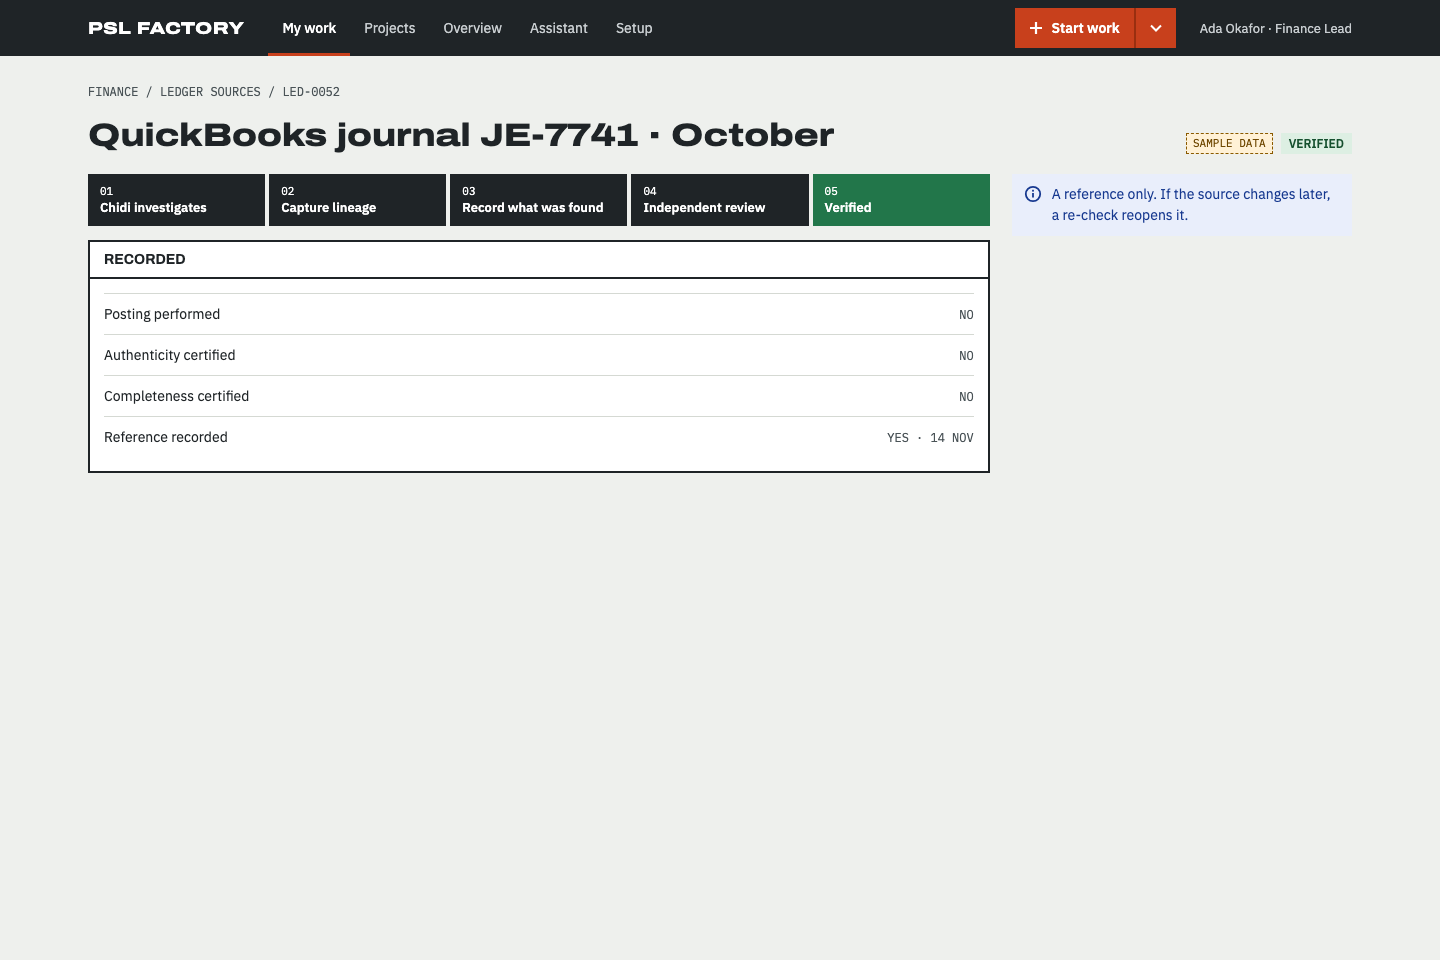 PSL FACTORY
My work
Projects
Overview
Assistant
Setup
Start work
Ada Okafor · Finance Lead
FINANCE / LEDGER SOURCES / LED-0052
QuickBooks journal JE-7741 · October
SAMPLE DATA
VERIFIED
01
Chidi investigates
02
Capture lineage
03
Record what was found
04
Independent review
05
Verified
A reference only. If the source changes later,
a re-check reopens it.
RECORDED
Posting performed
NO
Authenticity certified
NO
Completeness certified
NO
Reference recorded
YES · 14 NOV